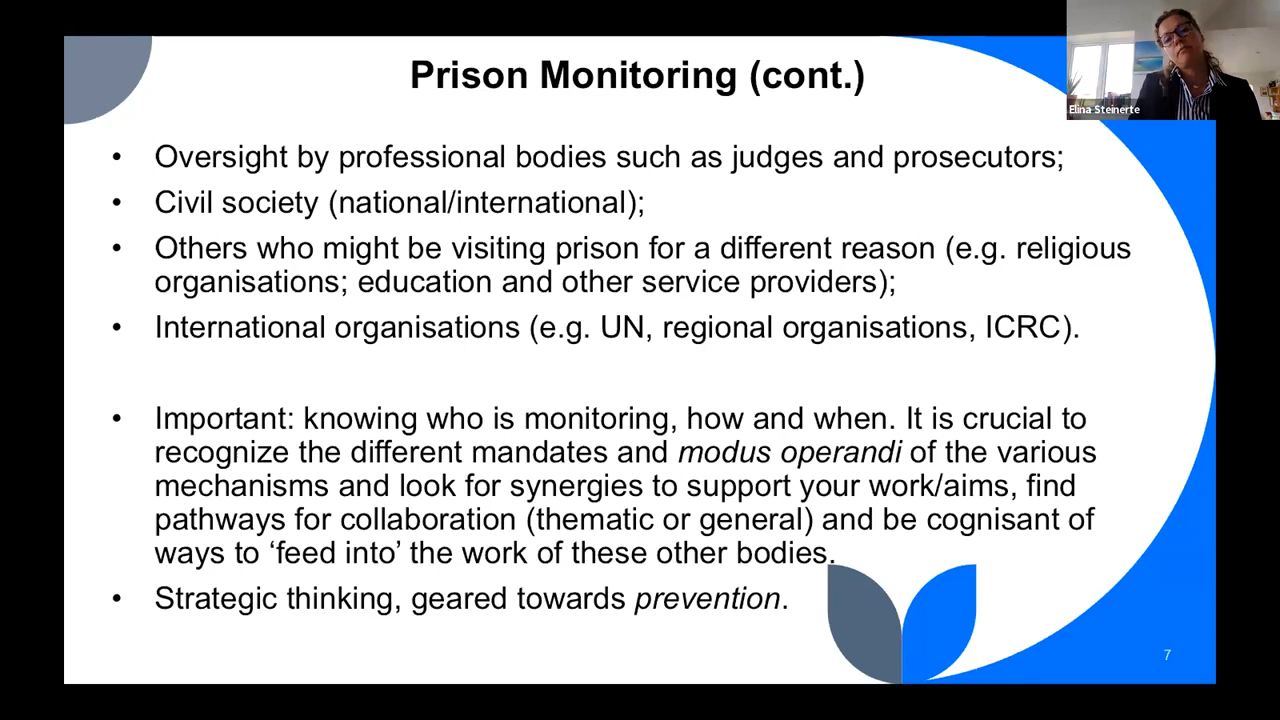 Prison Monitoring (cont.)
Elina Steinerte
• Oversight by professional bodies such as judges and prosecutors;
• Civil society (national/international);
• Others who might be visiting prison for a different reason (e.g. religious
organisations; education and other service providers);
• International organisations (e.g. UN, regional organisations, ICRC).
• Important: knowing who is monitoring, how and when. It is crucial to
recognize the different mandates and modus operandi of the various
mechanisms and look for synergies to support your work/aims, find
pathways for collaboration (thematic or general) and be cognisant of
ways to ‘feed into’ the work of these other bodies.
• Strategic thinking, geared towards prevention.
7